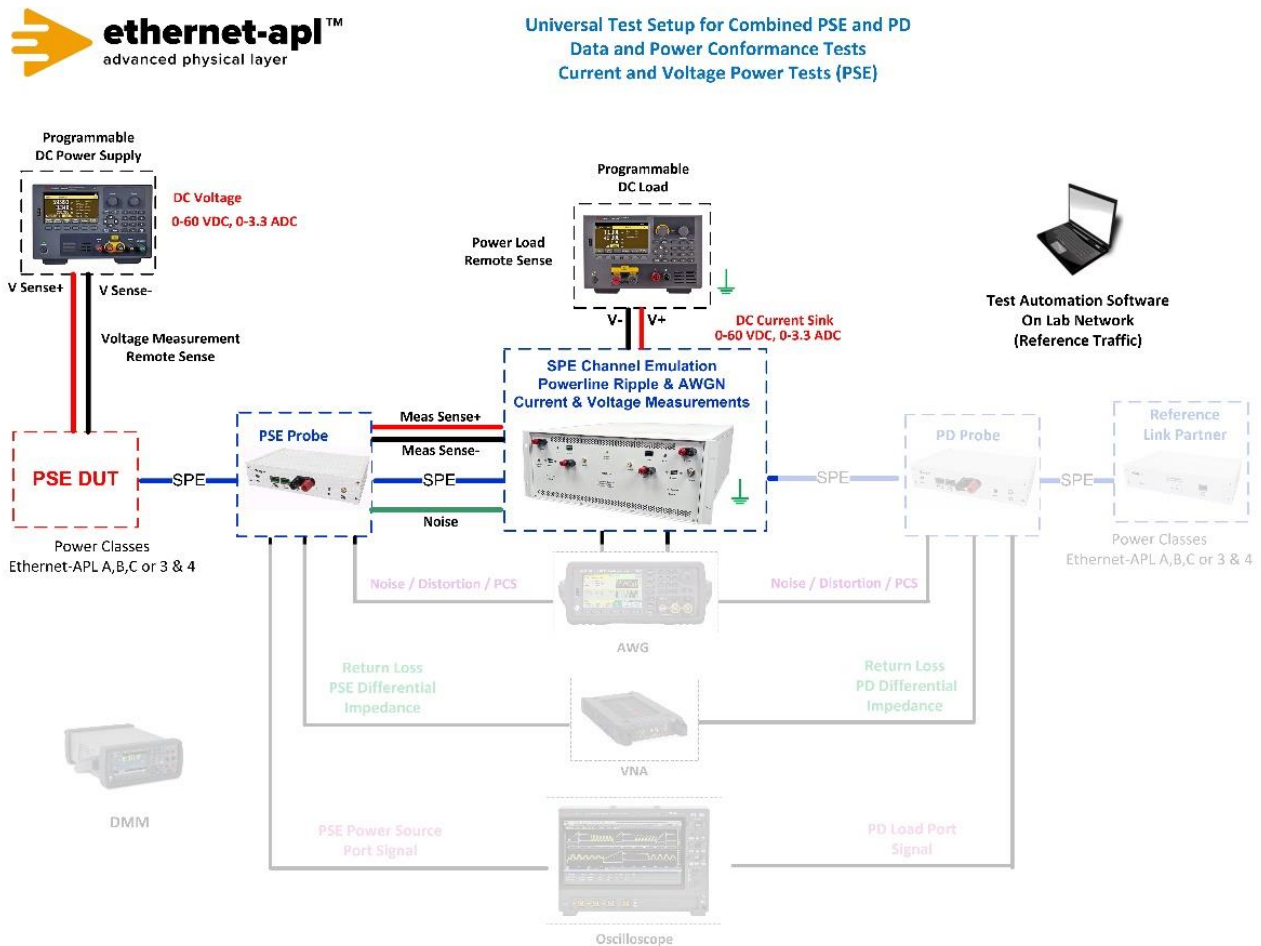 ethernet-apl™
advanced physical layer
Universal Test Setup for Combined PSE and PD
Data and Power Conformance Tests
Current and Voltage Power Tests (PSE)
Programmable
DC Power Supply
DC Voltage
0-60 VDC, 0-3.3 ADC
V Sense+
V Sense-
Voltage Measurement
Remote Sense
Programmable
DC Load
Power Load
Remote Sense
V-
V+
DC Current Sink
0-60 VDC, 0-3.3 ADC
Test Automation Software
On Lab Network
(Reference Traffic)
SPE Channel Emulation
Powerline Ripple & AWGN
Current & Voltage Measurements
PSE DUT
SPE
PSE Probe
Meas Sense+
Meas Sense-
SPE
Noise
SPE
PD Probe
SPE
Reference
Link Partner
Power Classes
Ethernet-APL A,B,C or 3 & 4
Power Classes
Ethernet-APL A,B,C or 3 & 4
Noise / Distortion / PCS
Noise / Distortion / PCS
AWG
Return Loss
PSE Differential
Impedance
Return Loss
PD Differential
Impedance
VNA
DMM
PSE Power Source
Port Signal
PD Load Port
Signal
Oscilloscope